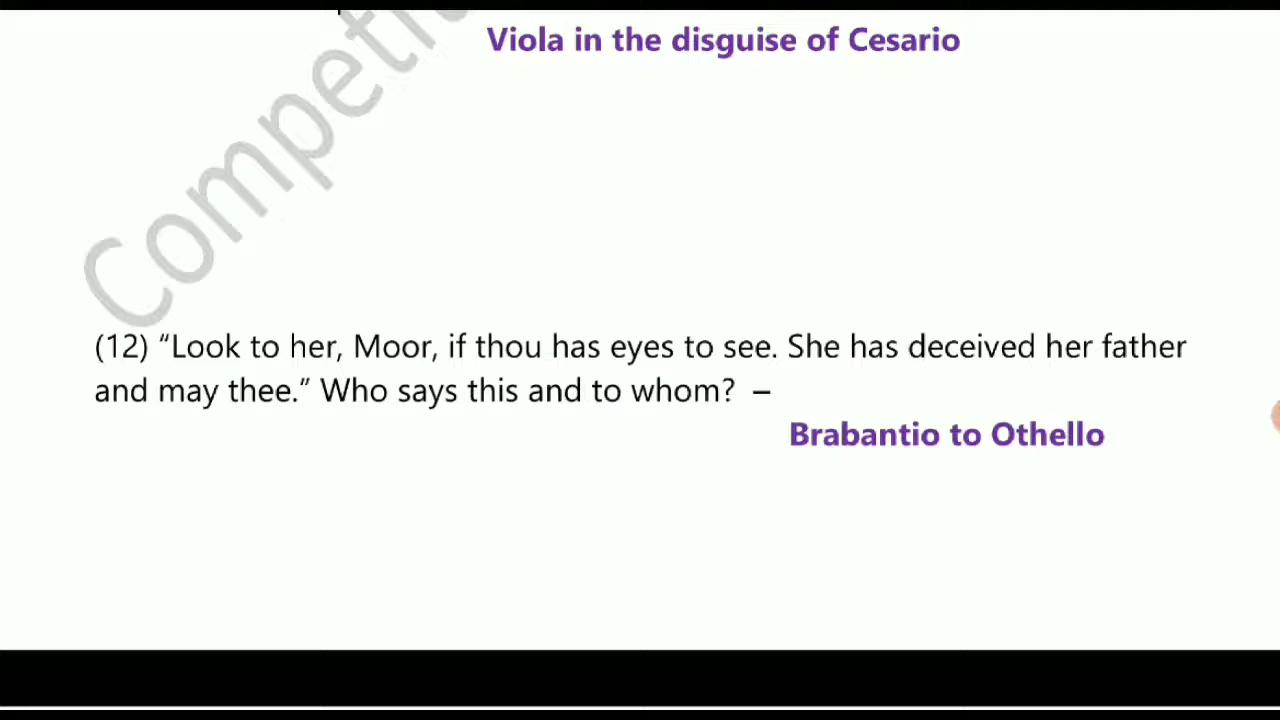 Viola in the disguise of Cesario
(12) “Look to her, Moor, if thou has eyes to see. She has deceived her father
and may thee.” Who says this and to whom? –
Brabantio to Othello